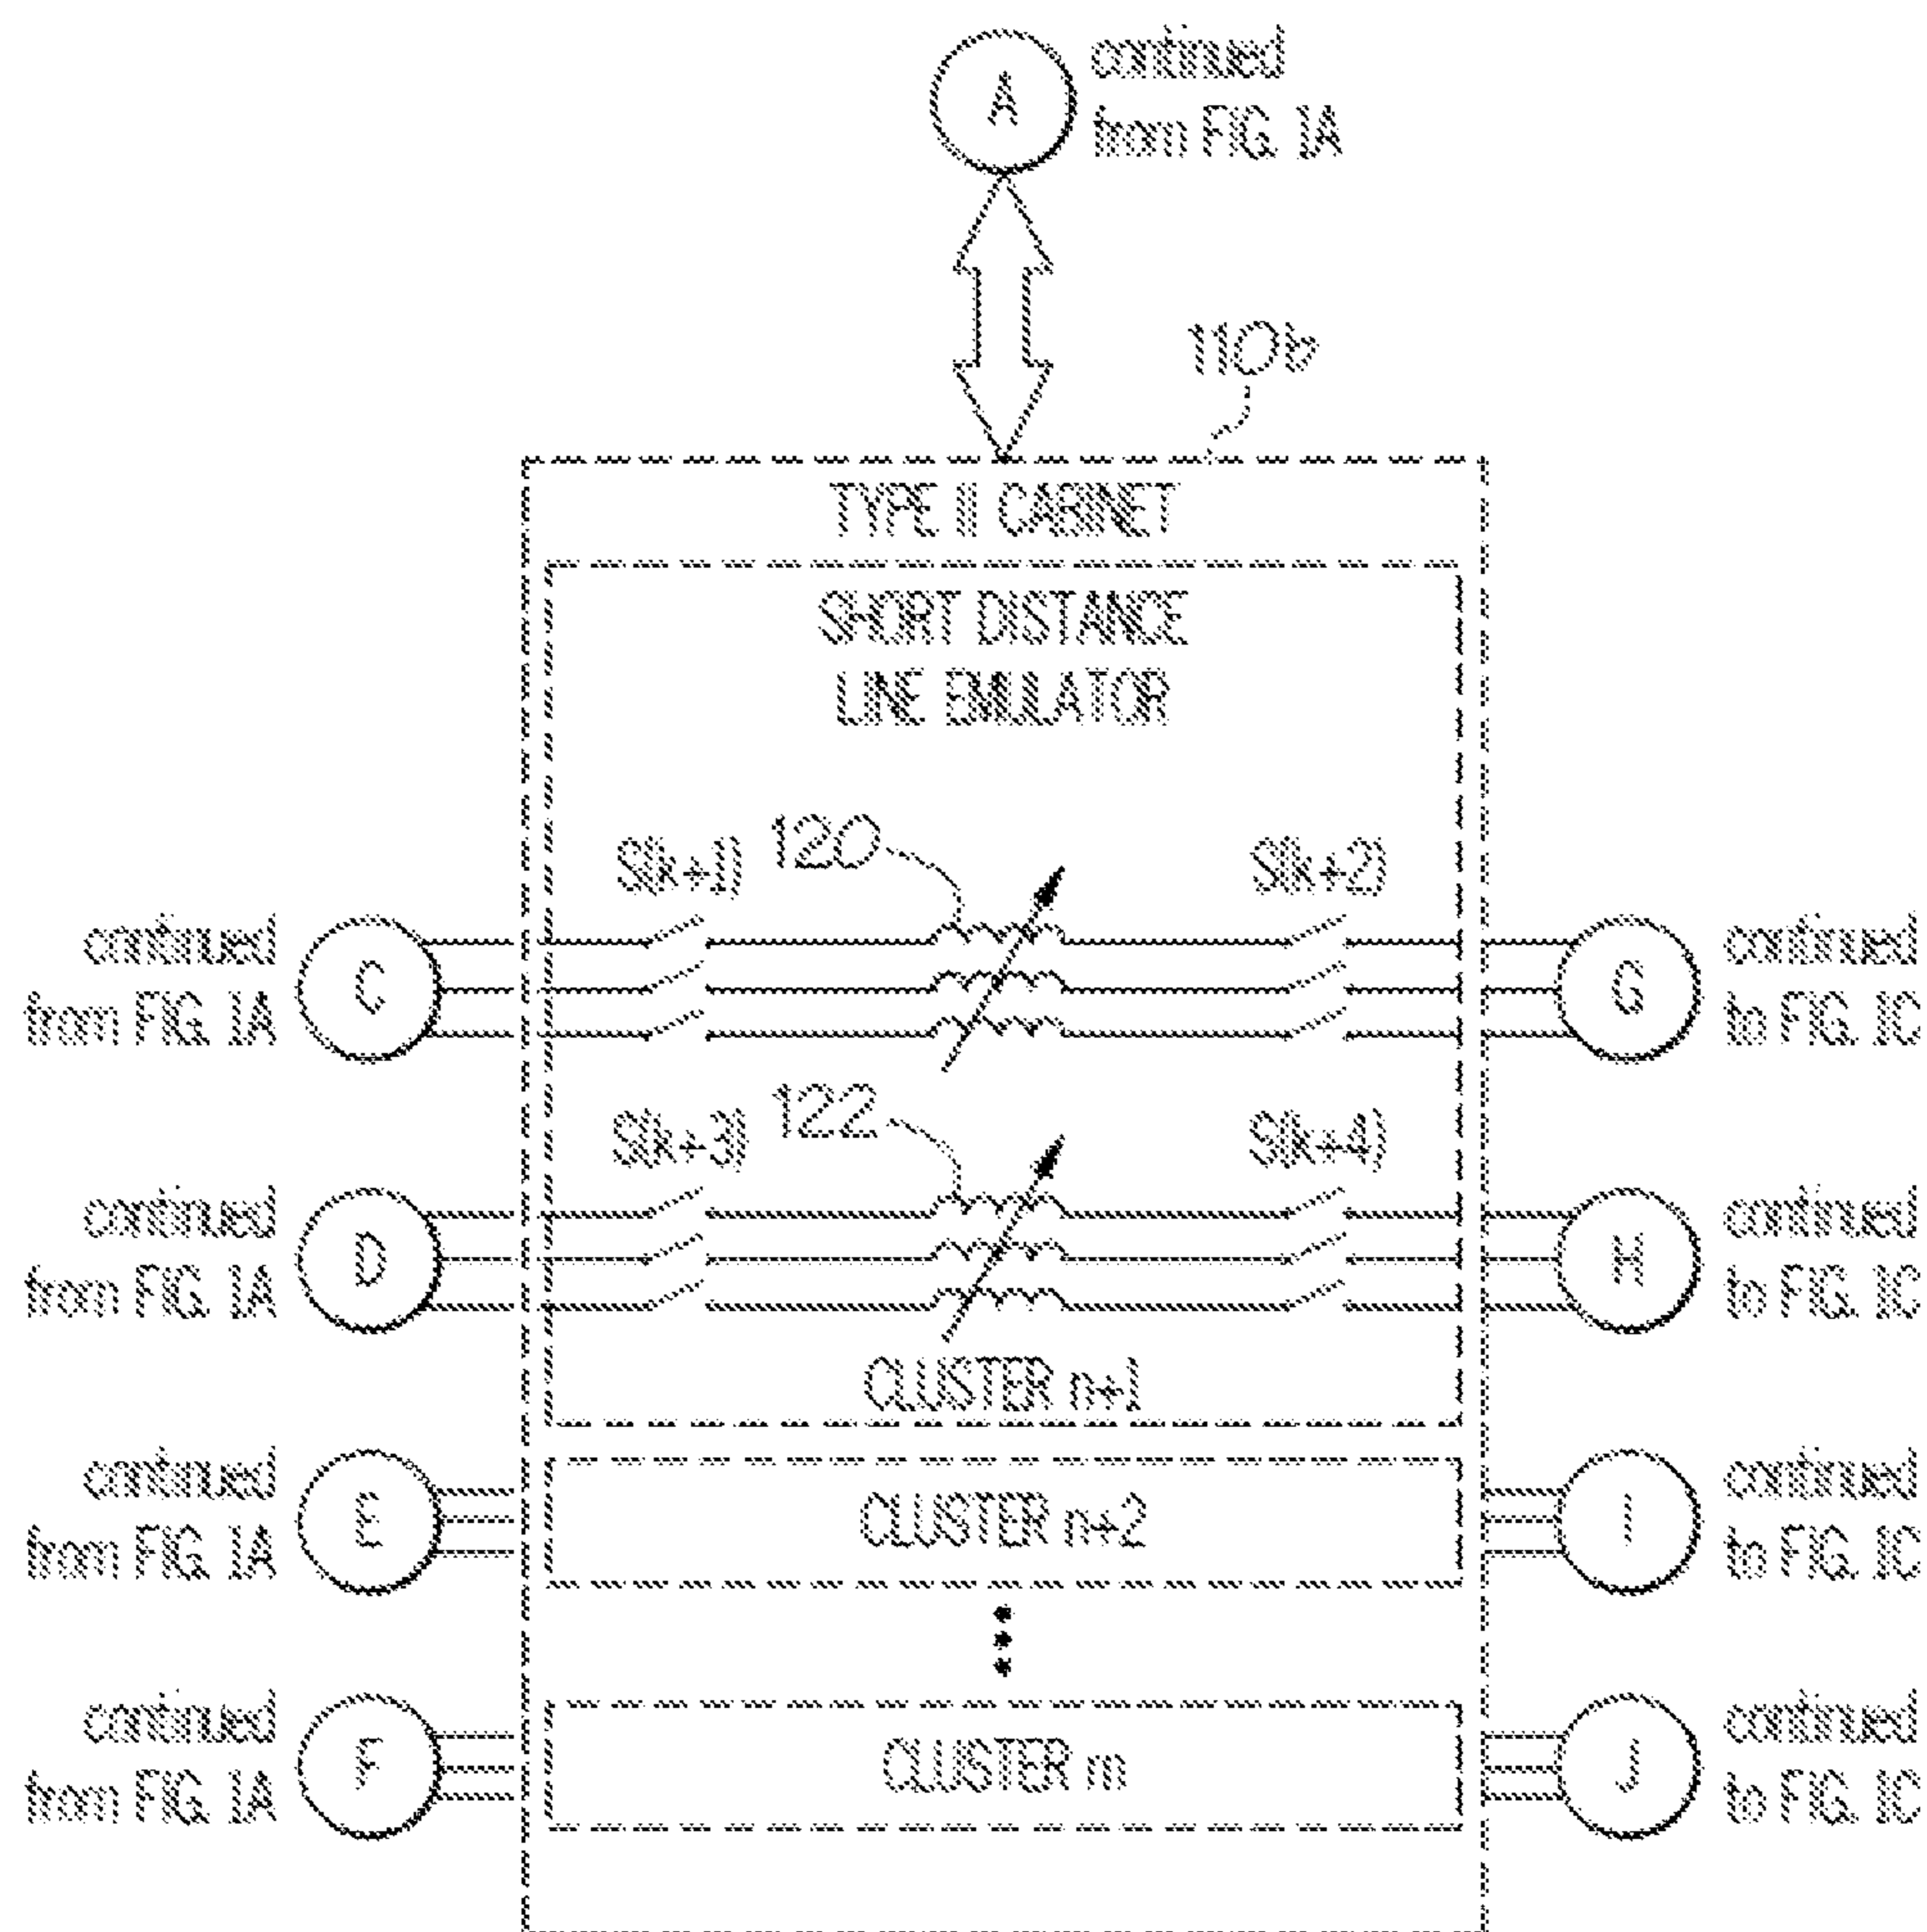 A
continued
from FIG. 1A
110b
TYPE II CABINET
SHORT DISTANCE
LINE EMULATOR
S(k+1)
120
S(k+2)
continued
from FIG. 1A
C
G
continued
to FIG. 1C
S(k+3)
122
S(k+4)
continued
from FIG. 1A
D
H
continued
to FIG. 1C
CLUSTER n+1
continued
from FIG. 1A
E
CLUSTER n+2
I
continued
to FIG. 1C
continued
from FIG. 1A
F
CLUSTER m
J
continued
to FIG. 1C